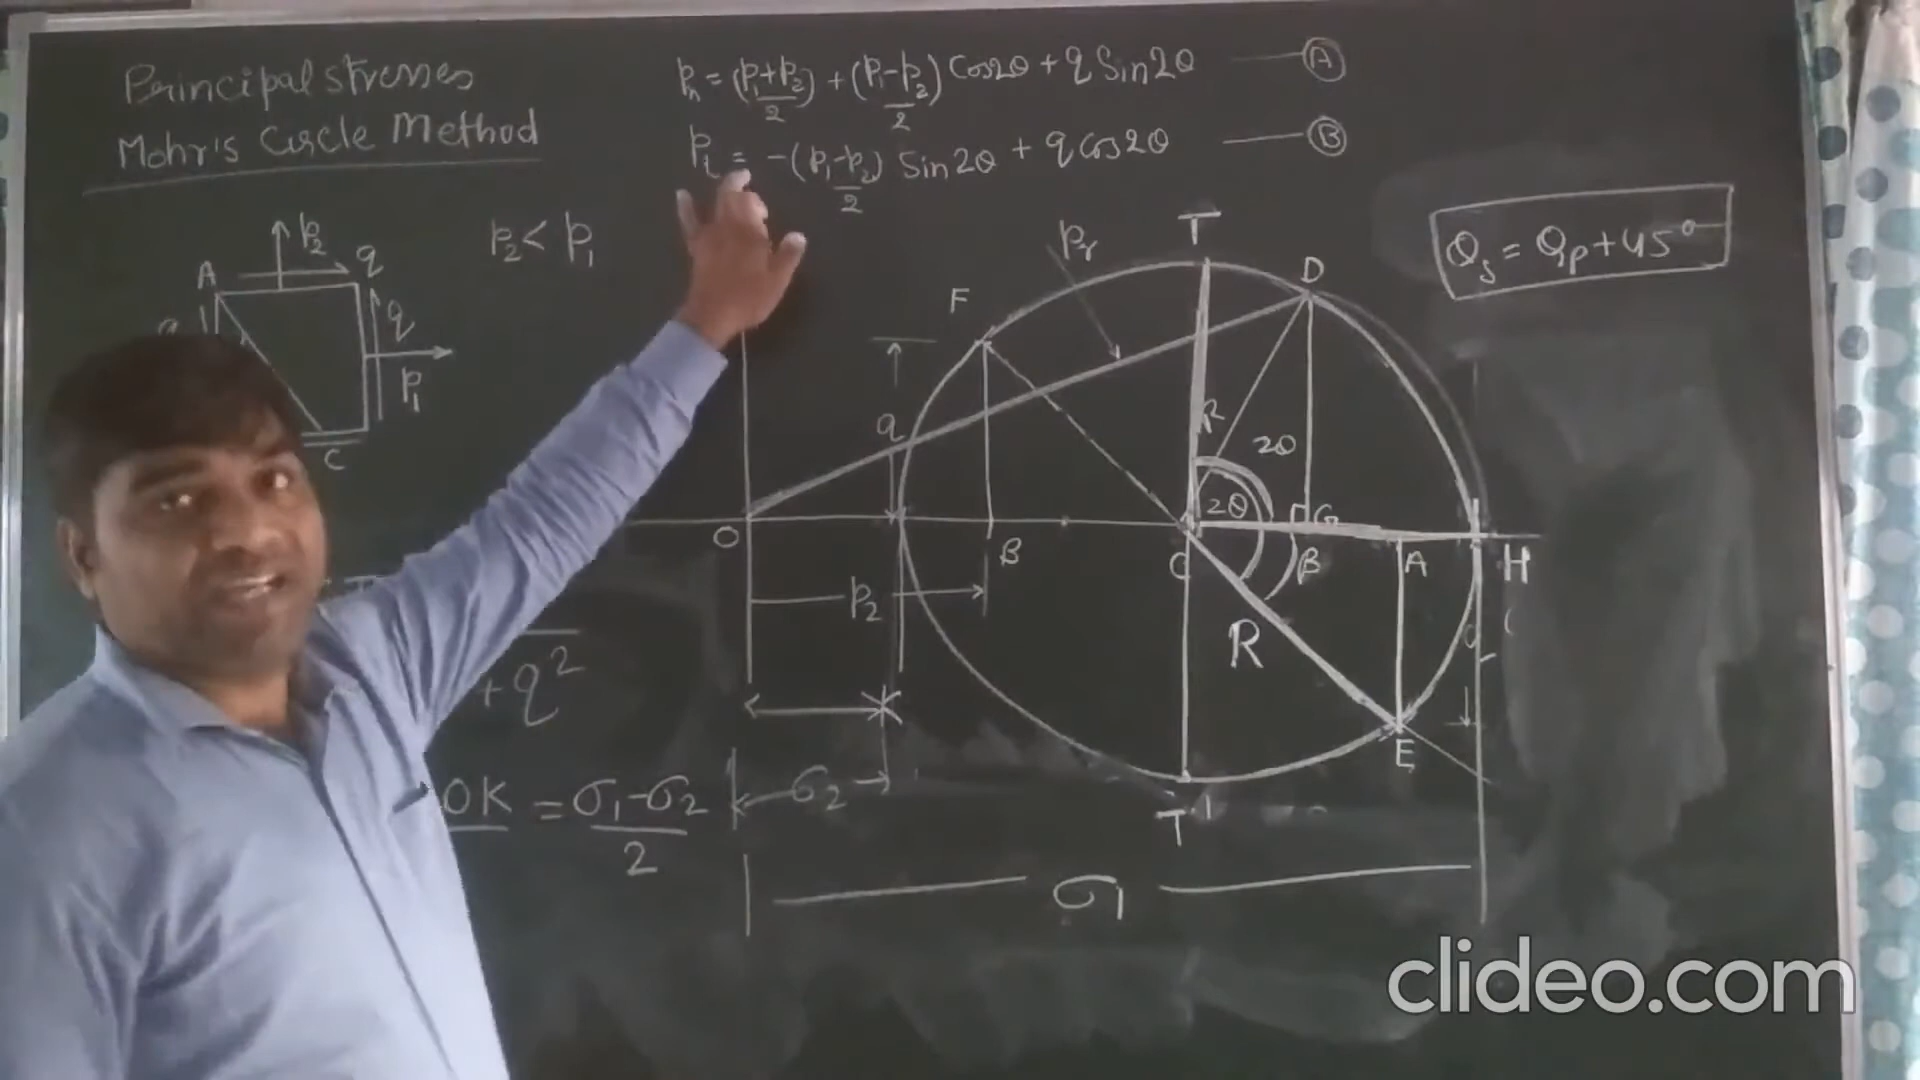 Principal stresses
Mohr's Circle Method
pn = (p1+p2)/2 + (p1-p2)/2 Cos2θ + q Sin2θ — Ⓐ
pt = -(p1-p2)/2 Sin2θ + q cos2θ — Ⓑ
θs = θp + 45°
p2 < p1
p2
q
A
q
p1
C
T
pr
D
F
q
R
2θ
2θ
G
O
B
C
β
A
H
p2
R
E
+ q²
OK = σ1-σ2/2
σ2
T'
σ1
clideo.com